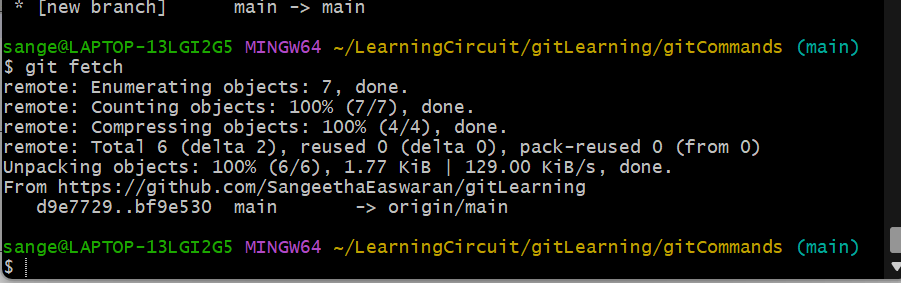 * [new branch]      main -> main
sange@LAPTOP-13LGI2G5 MINGW64 ~/LearningCircuit/gitLearning/gitCommands (main)
$ git fetch
remote: Enumerating objects: 7, done.
remote: Counting objects: 100% (7/7), done.
remote: Compressing objects: 100% (4/4), done.
remote: Total 6 (delta 2), reused 0 (delta 0), pack-reused 0 (from 0)
Unpacking objects: 100% (6/6), 1.77 KiB | 129.00 KiB/s, done.
From https://github.com/SangeethaEaswaran/gitLearning
   d9e7729..bf9e530  main       -> origin/main
sange@LAPTOP-13LGI2G5 MINGW64 ~/LearningCircuit/gitLearning/gitCommands (main)
$